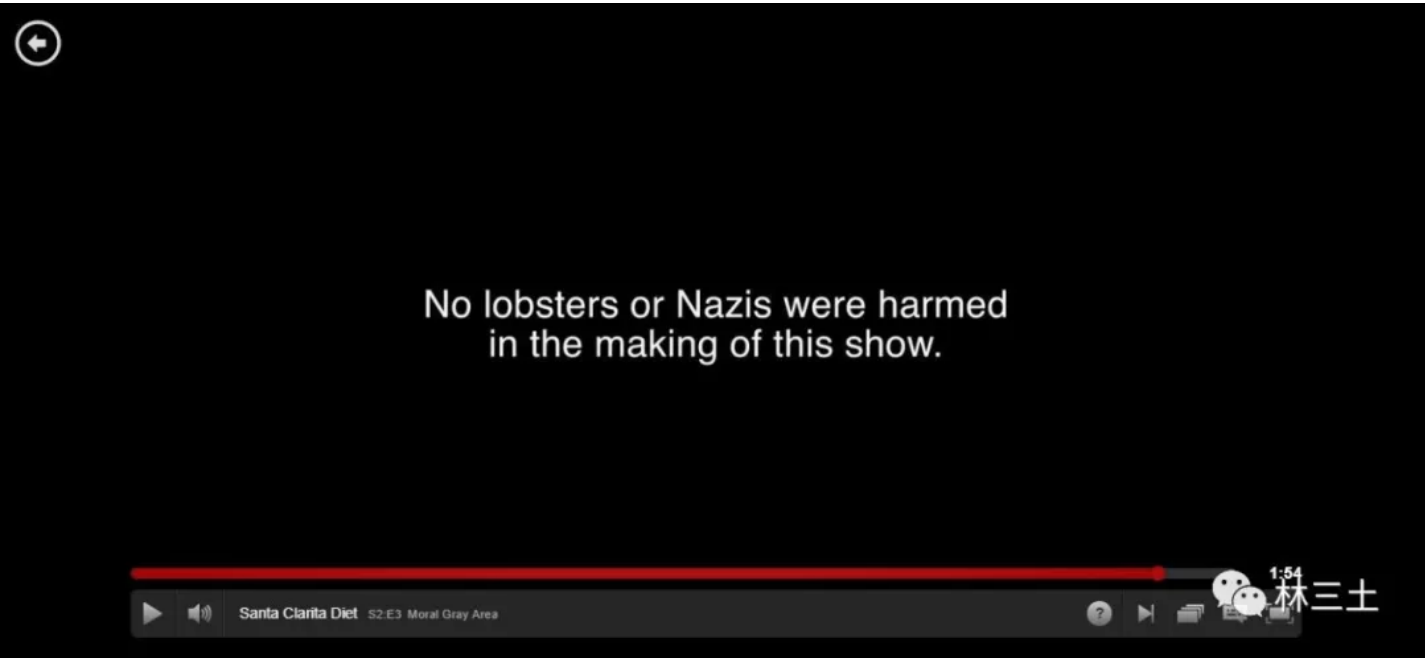 No lobsters or Nazis were harmed
in the making of this show.
1:54
Santa Clarita Diet S2:E3 Moral Gray Area
?
林三土